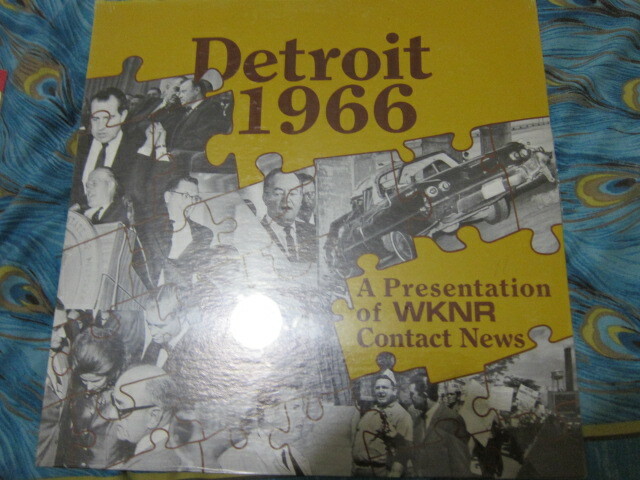 Detroit
1966
A Presentation
of WKNR
Contact News